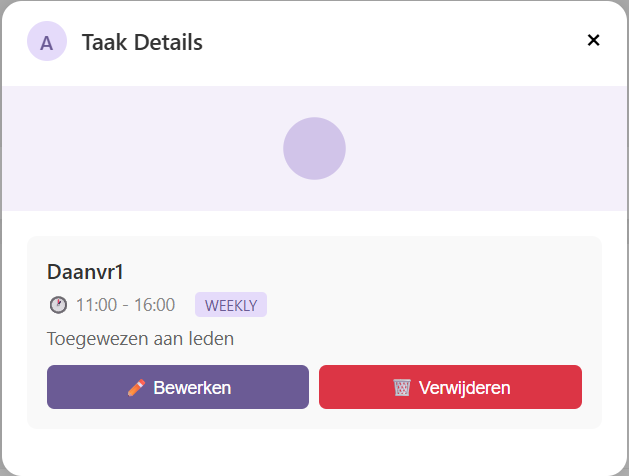 A Taak Details ×
Daanvr1
11:00 - 16:00 WEEKLY
Toegewezen aan leden
Bewerken Verwijderen